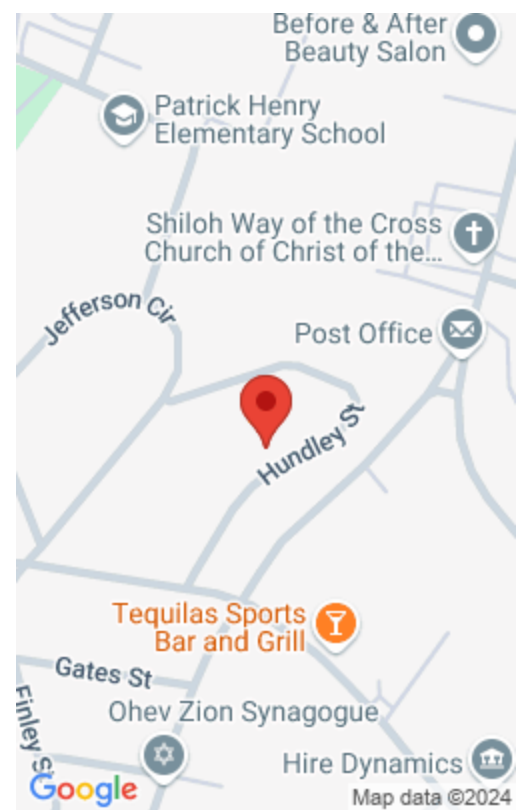 Before & After
Beauty Salon
Patrick Henry
Elementary School
Shiloh Way of the Cross
Church of Christ of the...
Jefferson Cir
Post Office
Hundley St
Tequilas Sports
Bar and Grill
Gates St
Finley S
Ohev Zion Synagogue
Hire Dynamics
Google
Map data ©2024